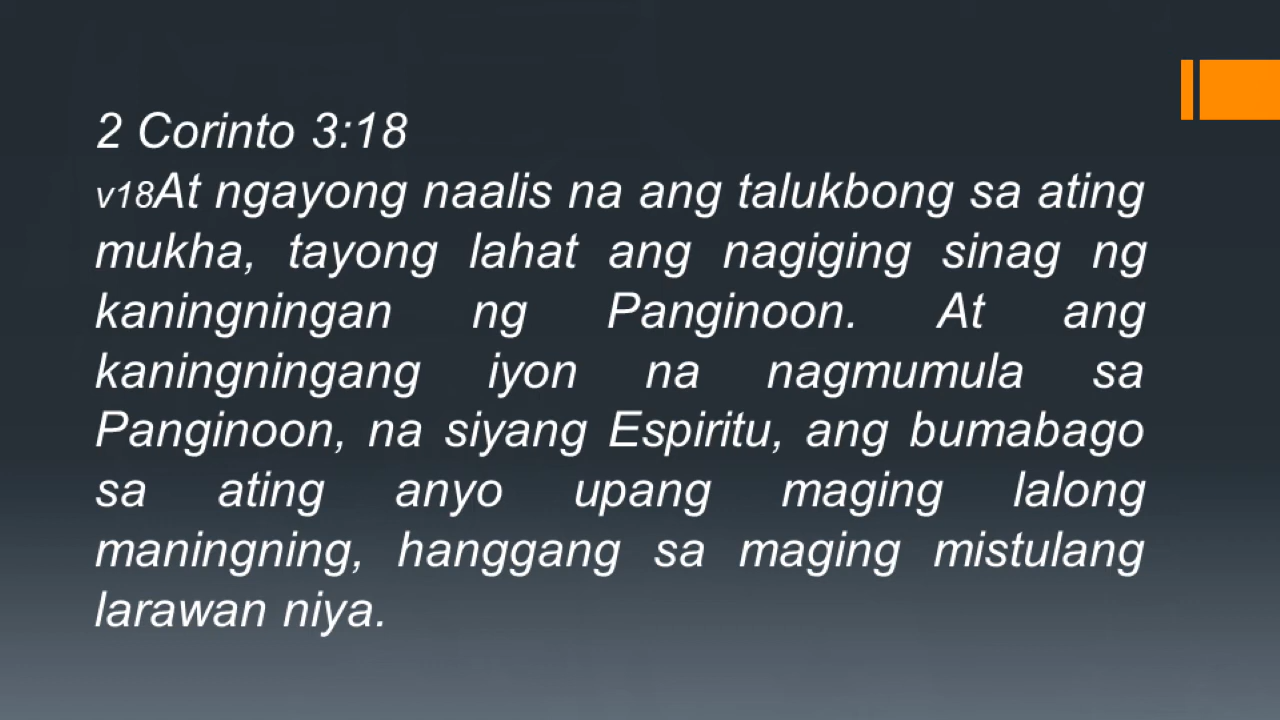 2 Corinto 3:18
v18At ngayong naalis na ang talukbong sa ating
mukha, tayong lahat ang nagiging sinag ng
kaningningan ng Panginoon. At ang
kaningningang iyon na nagmumula sa
Panginoon, na siyang Espiritu, ang bumabago
sa ating anyo upang maging lalong
maningning, hanggang sa maging mistulang
larawan niya.